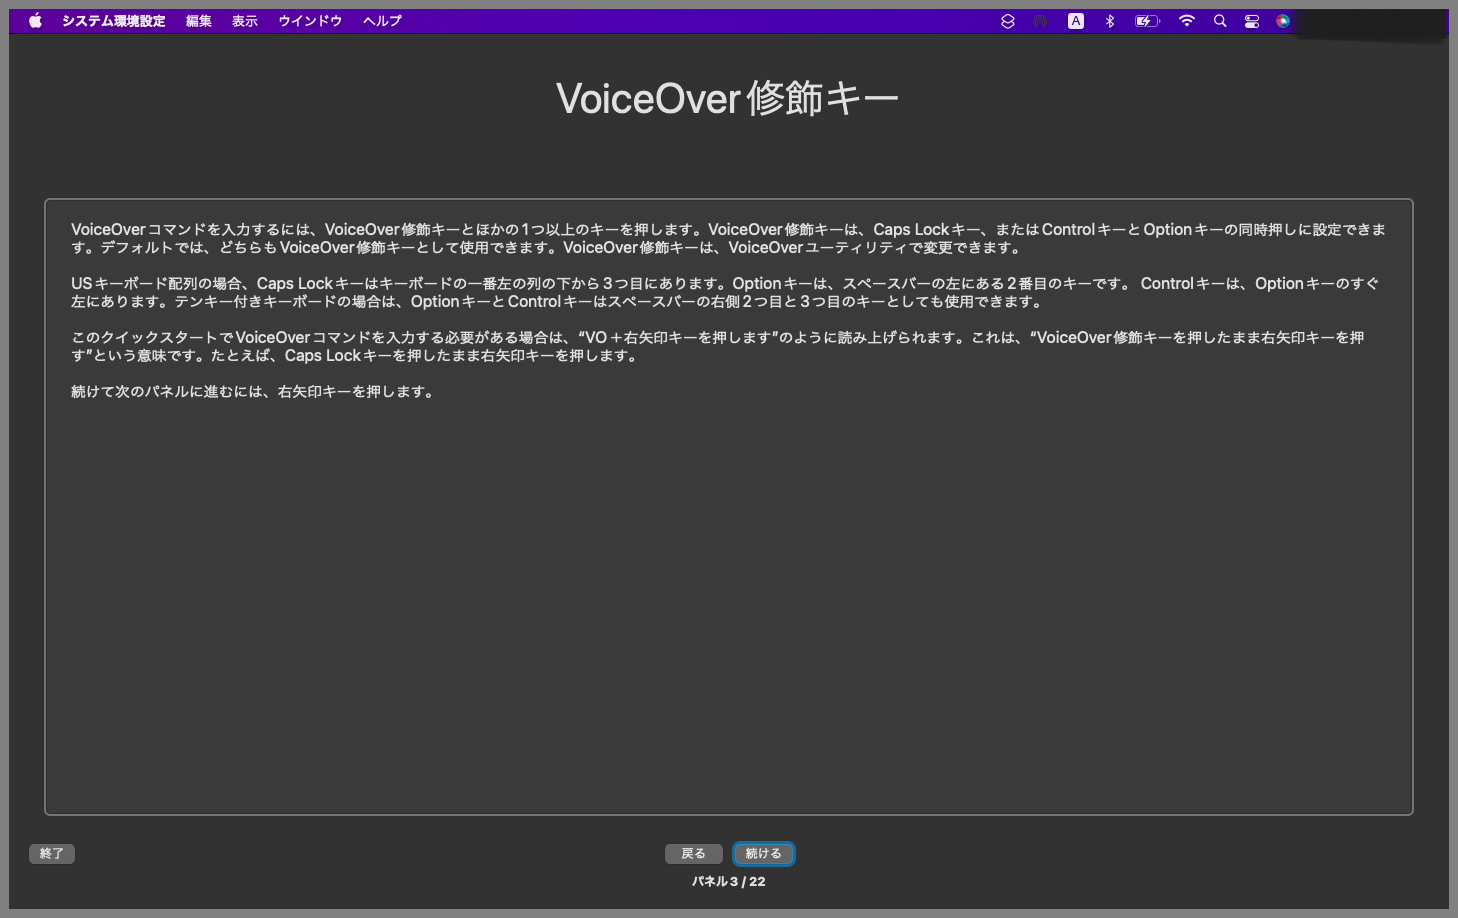 システム環境設定 編集 表示 ウインドウ ヘルプ A
VoiceOver修飾キー
VoiceOverコマンドを入力するには、VoiceOver修飾キーとほかの1つ以上のキーを押します。VoiceOver修飾キーは、Caps Lockキー、またはControlキーとOptionキーの同時押しに設定できま
す。デフォルトでは、どちらもVoiceOver修飾キーとして使用できます。VoiceOver修飾キーは、VoiceOverユーティリティで変更できます。
USキーボード配列の場合、Caps Lockキーはキーボードの一番左の列の下から3つ目にあります。Optionキーは、スペースバーの左にある2番目のキーです。 Controlキーは、Optionキーのすぐ
左にあります。テンキー付きキーボードの場合は、OptionキーとControlキーはスペースバーの右側2つ目と3つ目のキーとしても使用できます。
このクイックスタートでVoiceOverコマンドを入力する必要がある場合は、“VO＋右矢印キーを押します”のように読み上げられます。これは、“VoiceOver修飾キーを押したまま右矢印キーを押
す”という意味です。たとえば、Caps Lockキーを押したまま右矢印キーを押します。
続けて次のパネルに進むには、右矢印キーを押します。
終了 戻る 続ける
パネル3 / 22